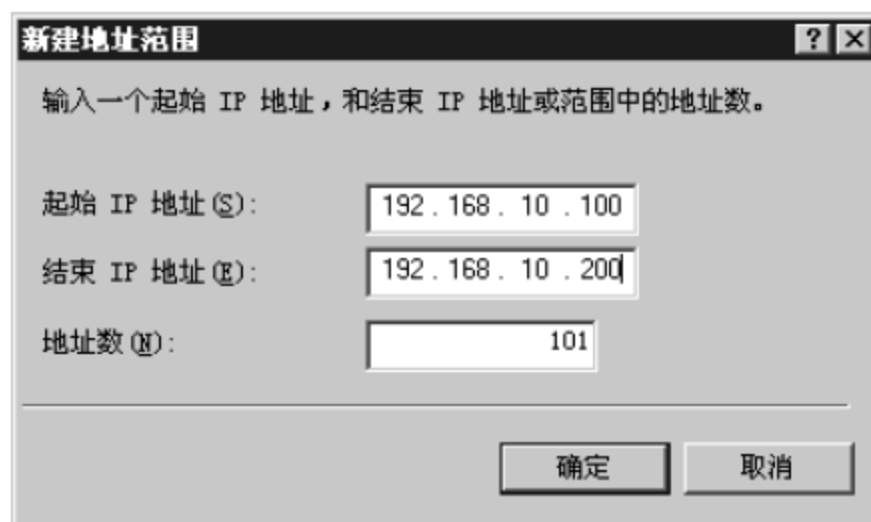 新建地址范围
输入一个起始 IP 地址，和结束 IP 地址或范围中的地址数。
起始 IP 地址(S): 192 . 168 . 10 . 100
结束 IP 地址(E): 192 . 168 . 10 . 200
地址数(N): 101
确定 取消